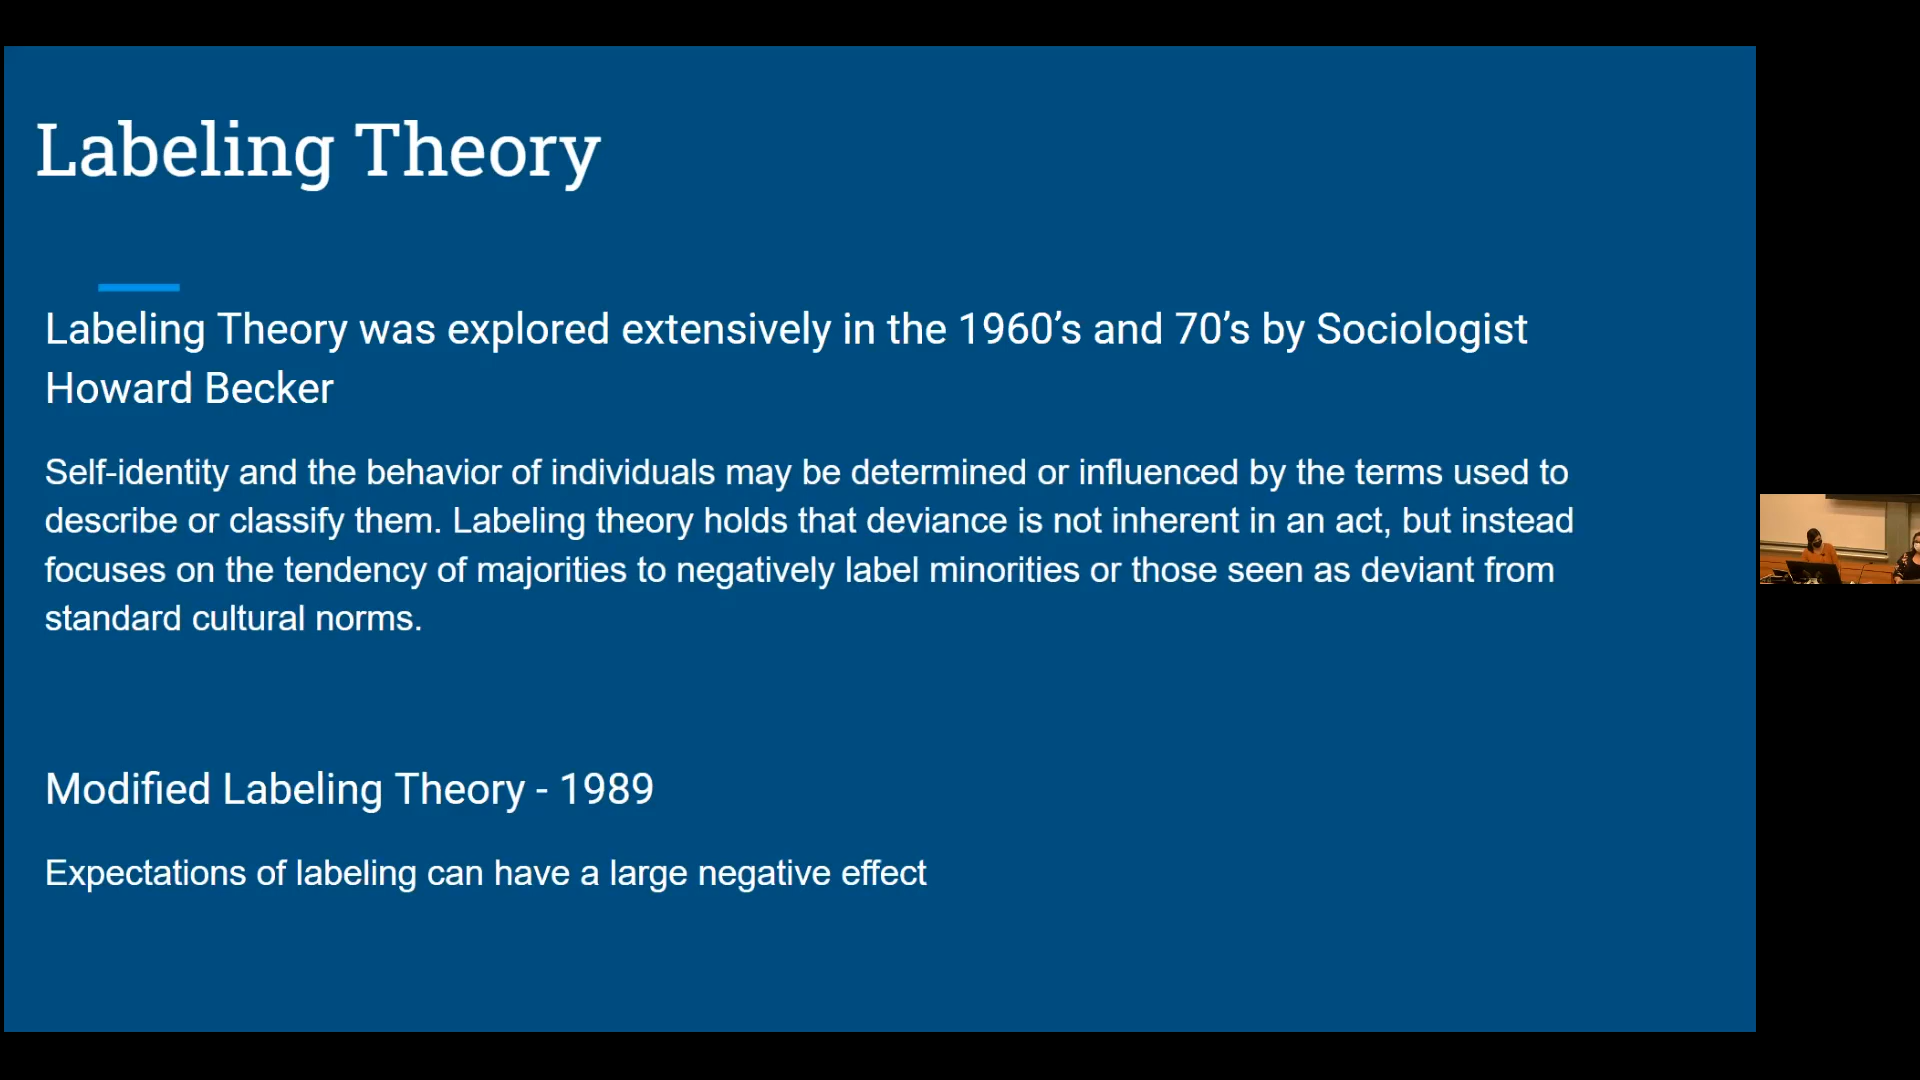 Labeling Theory
Labeling Theory was explored extensively in the 1960’s and 70’s by Sociologist
Howard Becker
Self-identity and the behavior of individuals may be determined or influenced by the terms used to
describe or classify them. Labeling theory holds that deviance is not inherent in an act, but instead
focuses on the tendency of majorities to negatively label minorities or those seen as deviant from
standard cultural norms.
Modified Labeling Theory - 1989
Expectations of labeling can have a large negative effect